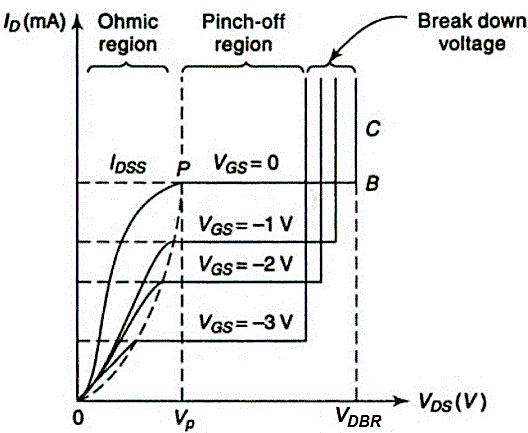 I_D (mA)
Ohmic
region
Pinch-off
region
Break down
voltage
C
I_DSS
P
V_GS = 0
B
V_GS = −1 V
V_GS = −2 V
V_GS = −3 V
0
V_p
V_DBR
V_DS (V)